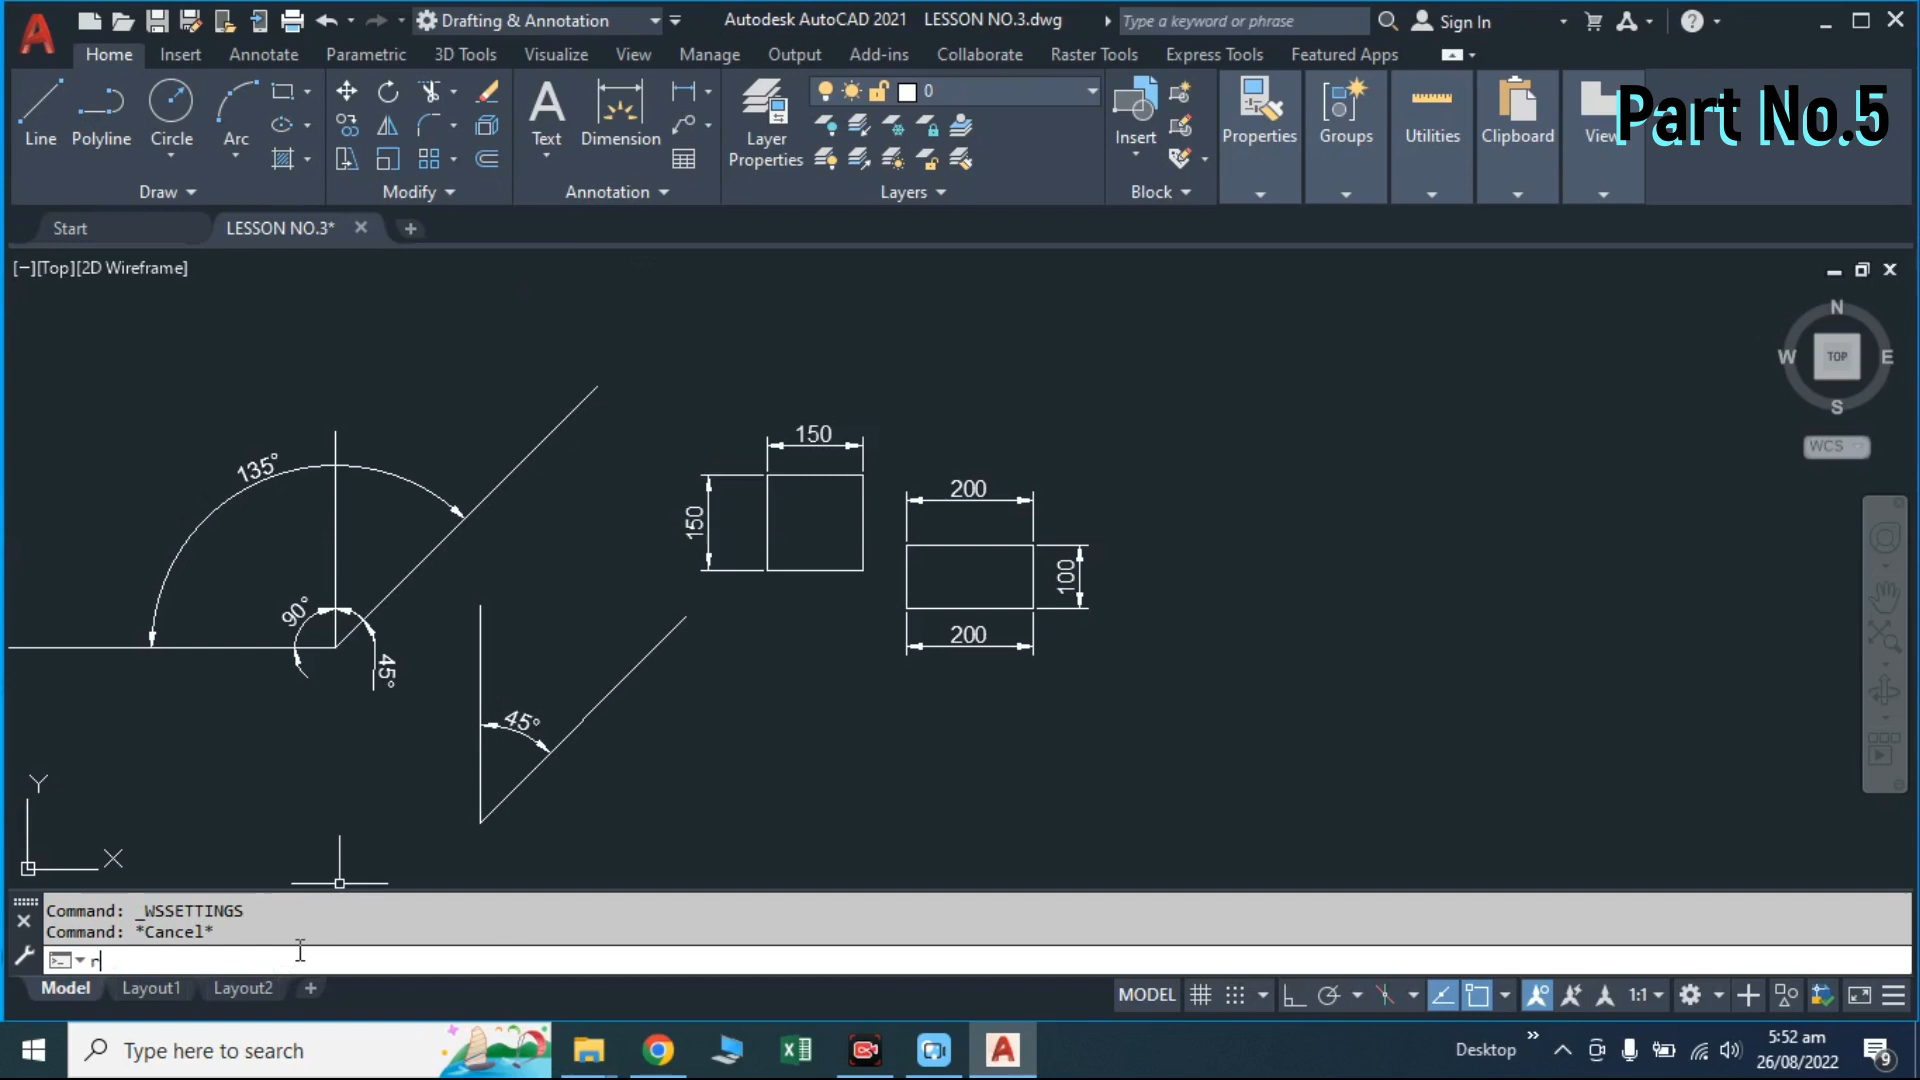 Drafting & Annotation
Autodesk AutoCAD 2021 LESSON NO.3.dwg
Type a keyword or phrase
Sign In
Home Insert Annotate Parametric 3D Tools Visualize View Manage Output Add-ins Collaborate Raster Tools Express Tools Featured Apps
Part No.5
Line Polyline Circle Arc
Text Dimension
Layer Properties
0
Insert
Properties Groups Utilities Clipboard View
Draw Modify Annotation Layers Block
Start LESSON NO.3*
[−][Top][2D Wireframe]
N
W TOP E
S
WCS
135°
90°
45°
45°
150
150
200
100
200
Y
X
Command: _WSSETTINGS
Command: *Cancel*
r
Model Layout1 Layout2
MODEL 1:1
Type here to search
Desktop
5:52 am
26/08/2022
9